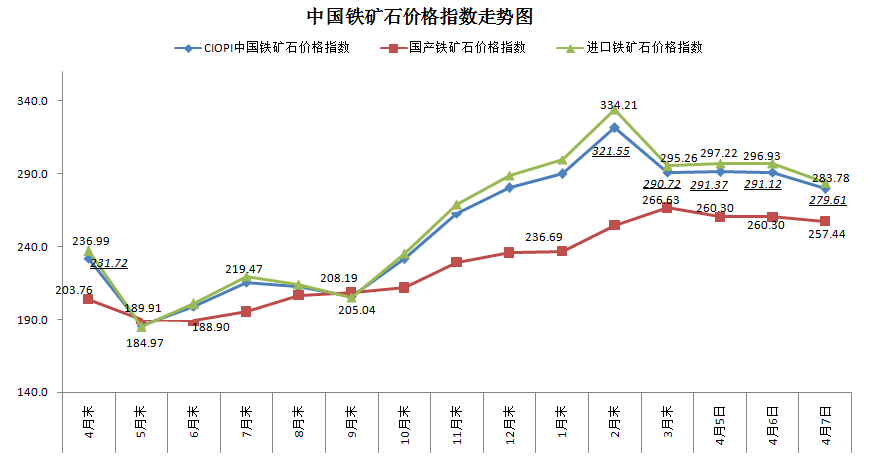 中国铁矿石价格指数走势图
CIOPI中国铁矿石价格指数 国产铁矿石价格指数 进口铁矿石价格指数
340.0
290.0
240.0
190.0
140.0
334.21
321.55
295.26 297.22 296.93 283.78
290.72 291.37 291.12 279.61
266.63 260.30 260.30 257.44
236.99
231.72
236.69
203.76
219.47
208.19
189.91
188.90
205.04
184.97
4月末 5月末 6月末 7月末 8月末 9月末 10月末 11月末 12月末 1月末 2月末 3月末 4月5日 4月6日 4月7日